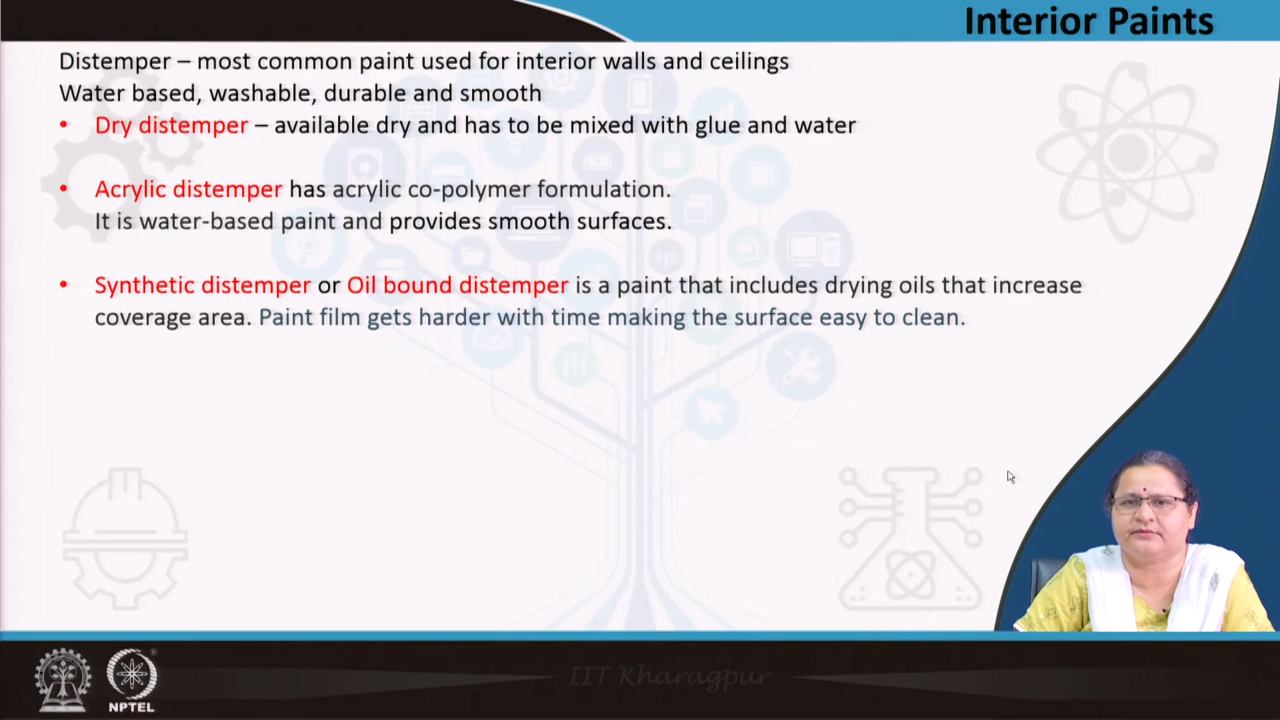 Interior Paints
Distemper – most common paint used for interior walls and ceilings
Water based, washable, durable and smooth
• Dry distemper – available dry and has to be mixed with glue and water
• Acrylic distemper has acrylic co-polymer formulation.
It is water-based paint and provides smooth surfaces.
• Synthetic distemper or Oil bound distemper is a paint that includes drying oils that increase
coverage area. Paint film gets harder with time making the surface easy to clean.
IIT Kharagpur
NPTEL